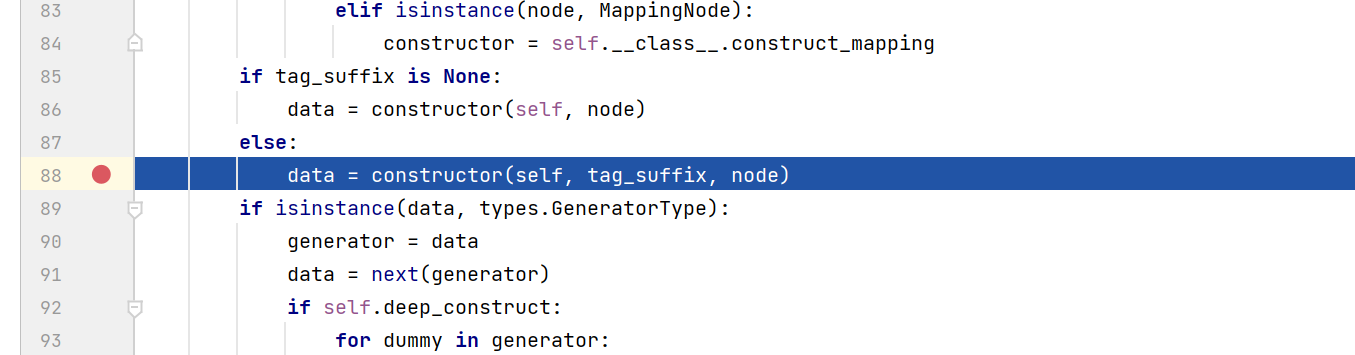 83 elif isinstance(node, MappingNode):
84 constructor = self.__class__.construct_mapping
85 if tag_suffix is None:
86 data = constructor(self, node)
87 else:
88 data = constructor(self, tag_suffix, node)
89 if isinstance(data, types.GeneratorType):
90 generator = data
91 data = next(generator)
92 if self.deep_construct:
93 for dummy in generator: